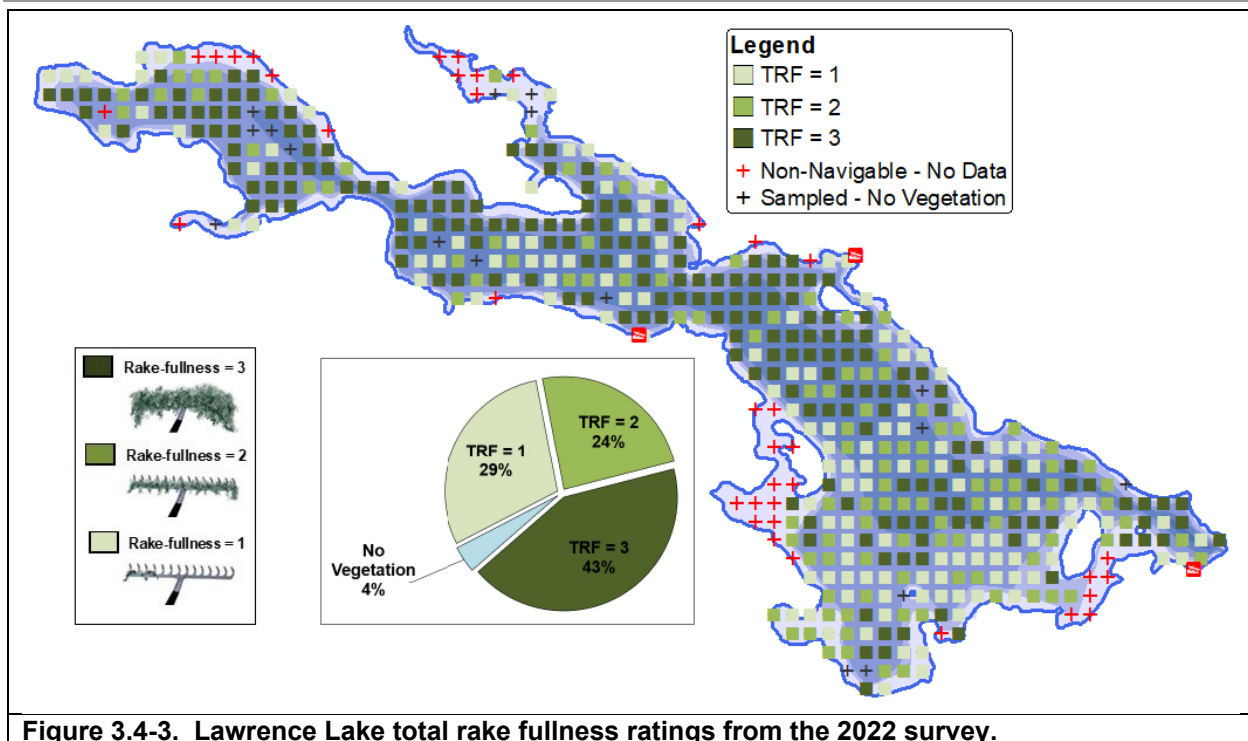 Legend
TRF = 1
TRF = 2
TRF = 3
Non-Navigable - No Data
Sampled - No Vegetation
Rake-fullness = 3
Rake-fullness = 2
Rake-fullness = 1
TRF = 1
29%
TRF = 2
24%
TRF = 3
43%
No
Vegetation
4%
Figure 3.4-3. Lawrence Lake total rake fullness ratings from the 2022 survey.